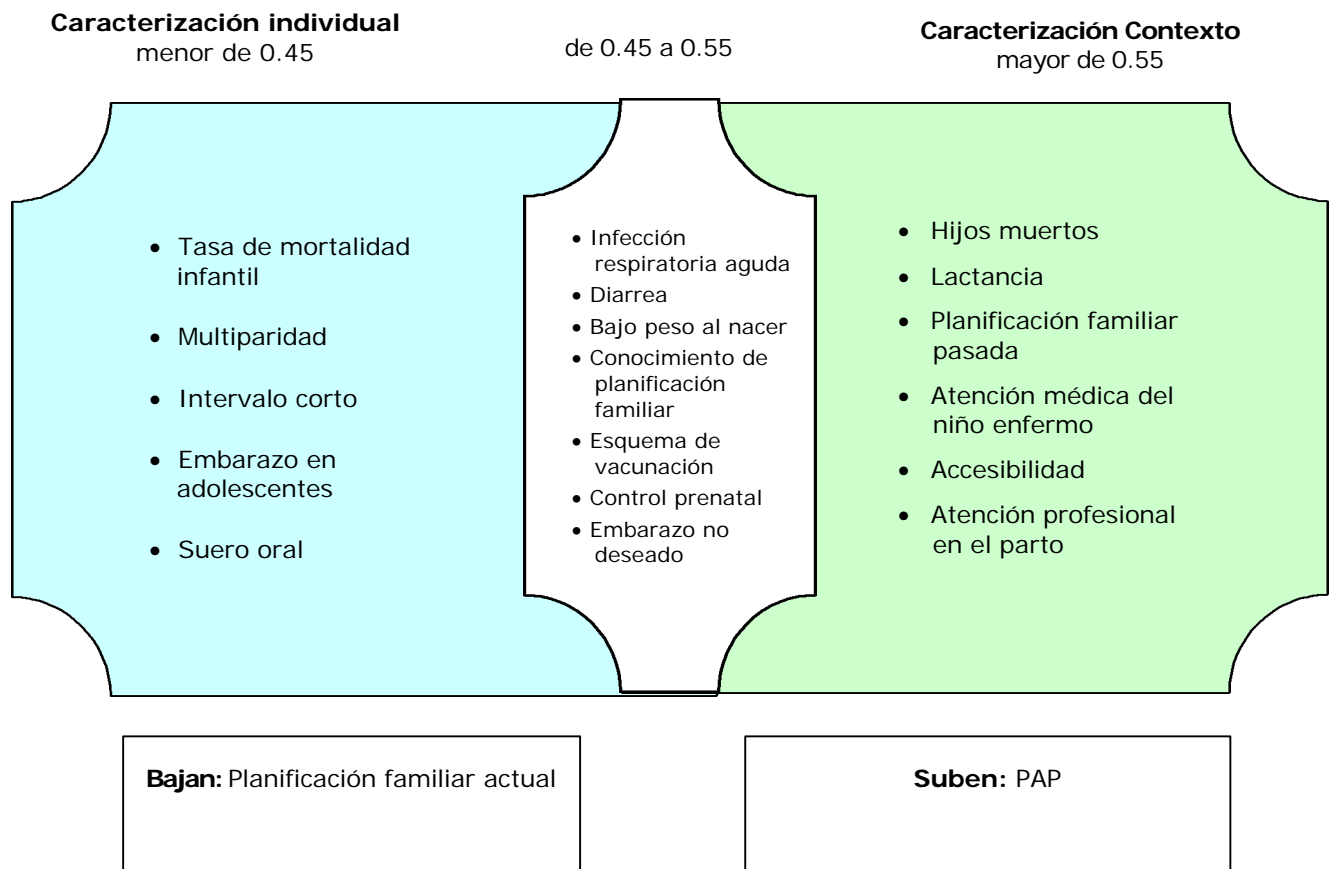 Caracterización individual
menor de 0.45
de 0.45 a 0.55
Caracterización Contexto
mayor de 0.55
• Tasa de mortalidad
infantil
• Multiparidad
• Intervalo corto
• Embarazo en
adolescentes
• Suero oral
• Infección
respiratoria aguda
• Diarrea
• Bajo peso al nacer
• Conocimiento de
planificación
familiar
• Esquema de
vacunación
• Control prenatal
• Embarazo no
deseado
• Hijos muertos
• Lactancia
• Planificación familiar
pasada
• Atención médica del
niño enfermo
• Accesibilidad
• Atención profesional
en el parto
Bajan: Planificación familiar actual
Suben: PAP